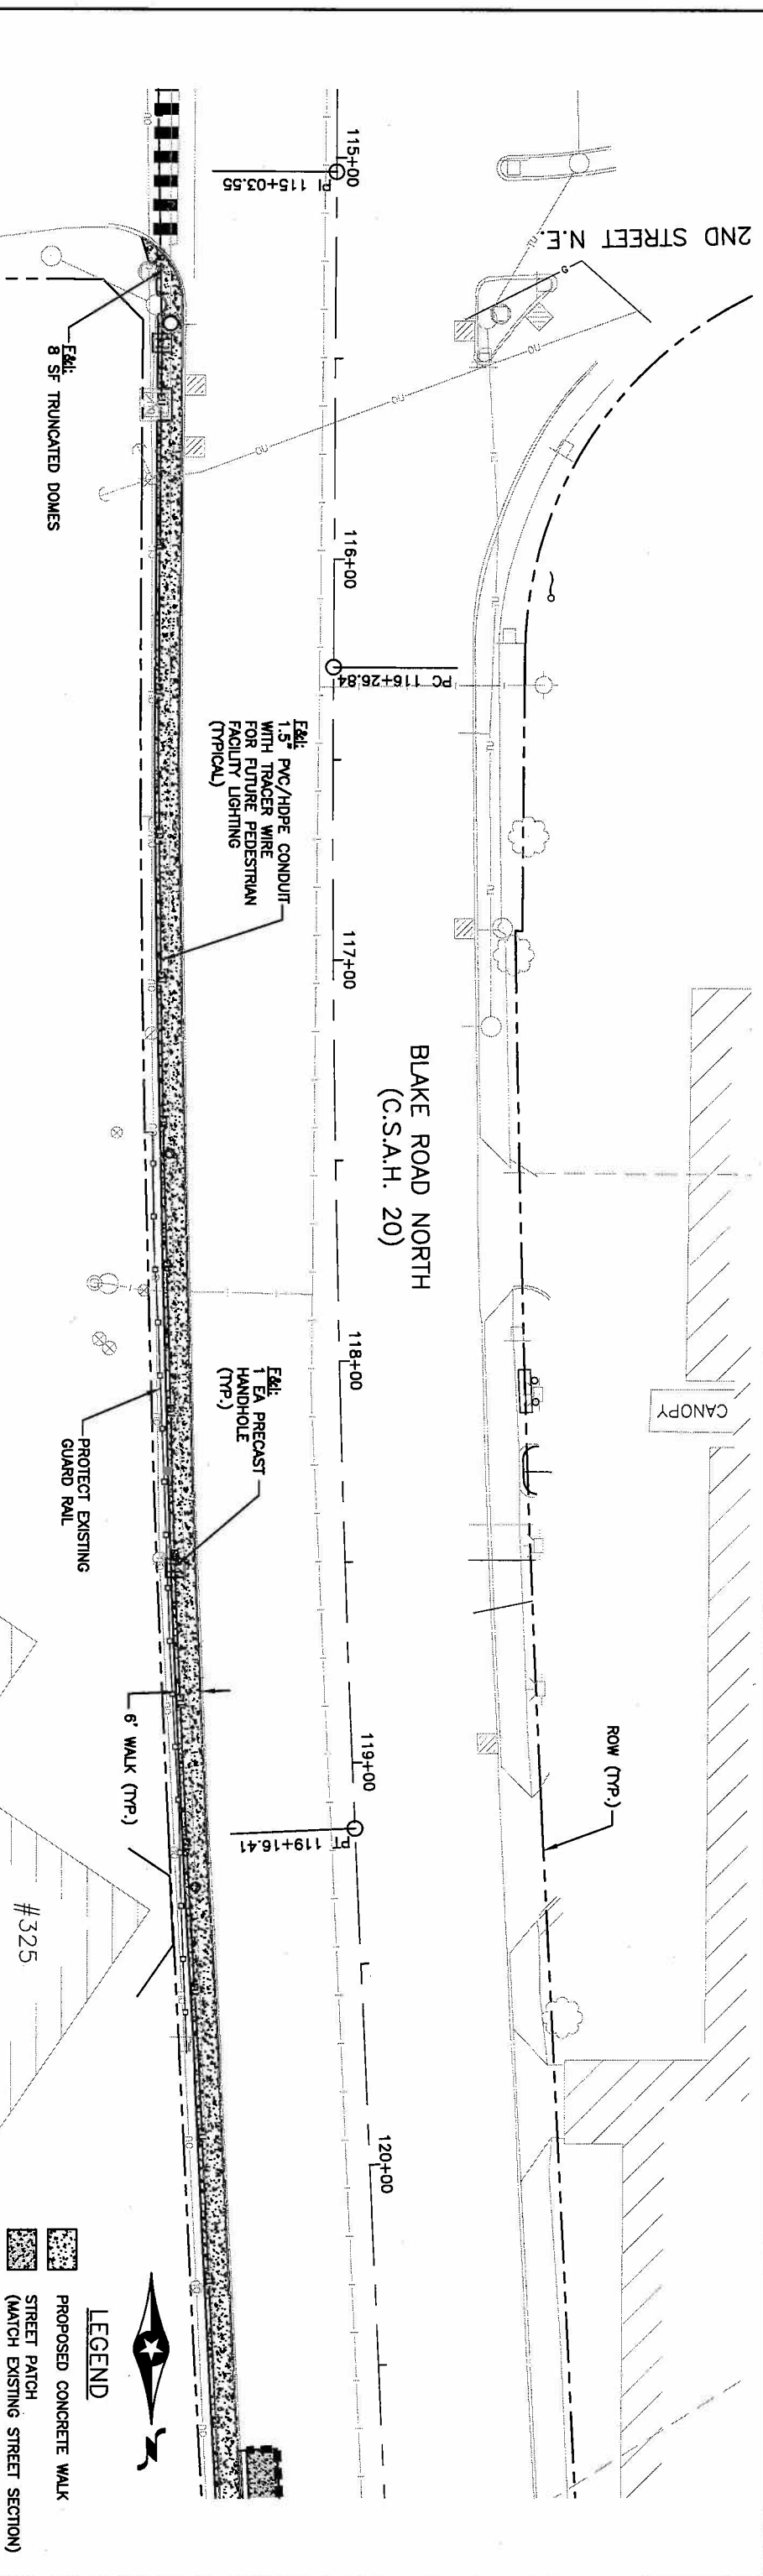 2ND STREET N.E.
115+00
PI 115+03.55
F&I:
8 SF TRUNCATED DOMES
116+00
PC 116+26.84
F&I:
1.5" PVC/HDPE CONDUIT
WITH TRACER WIRE
FOR FUTURE PEDESTRIAN
FACILITY LIGHTING
(TYPICAL)
117+00
BLAKE ROAD NORTH
(C.S.A.H. 20)
118+00
CANOPY
F&I:
1 EA PRECAST
HANDHOLE
(TYP.)
PROTECT EXISTING
GUARD RAIL
6' WALK (TYP.)
ROW (TYP.)
119+00
PT 119+16.41
#325
120+00
LEGEND
PROPOSED CONCRETE WALK
STREET PATCH
(MATCH EXISTING STREET SECTION)